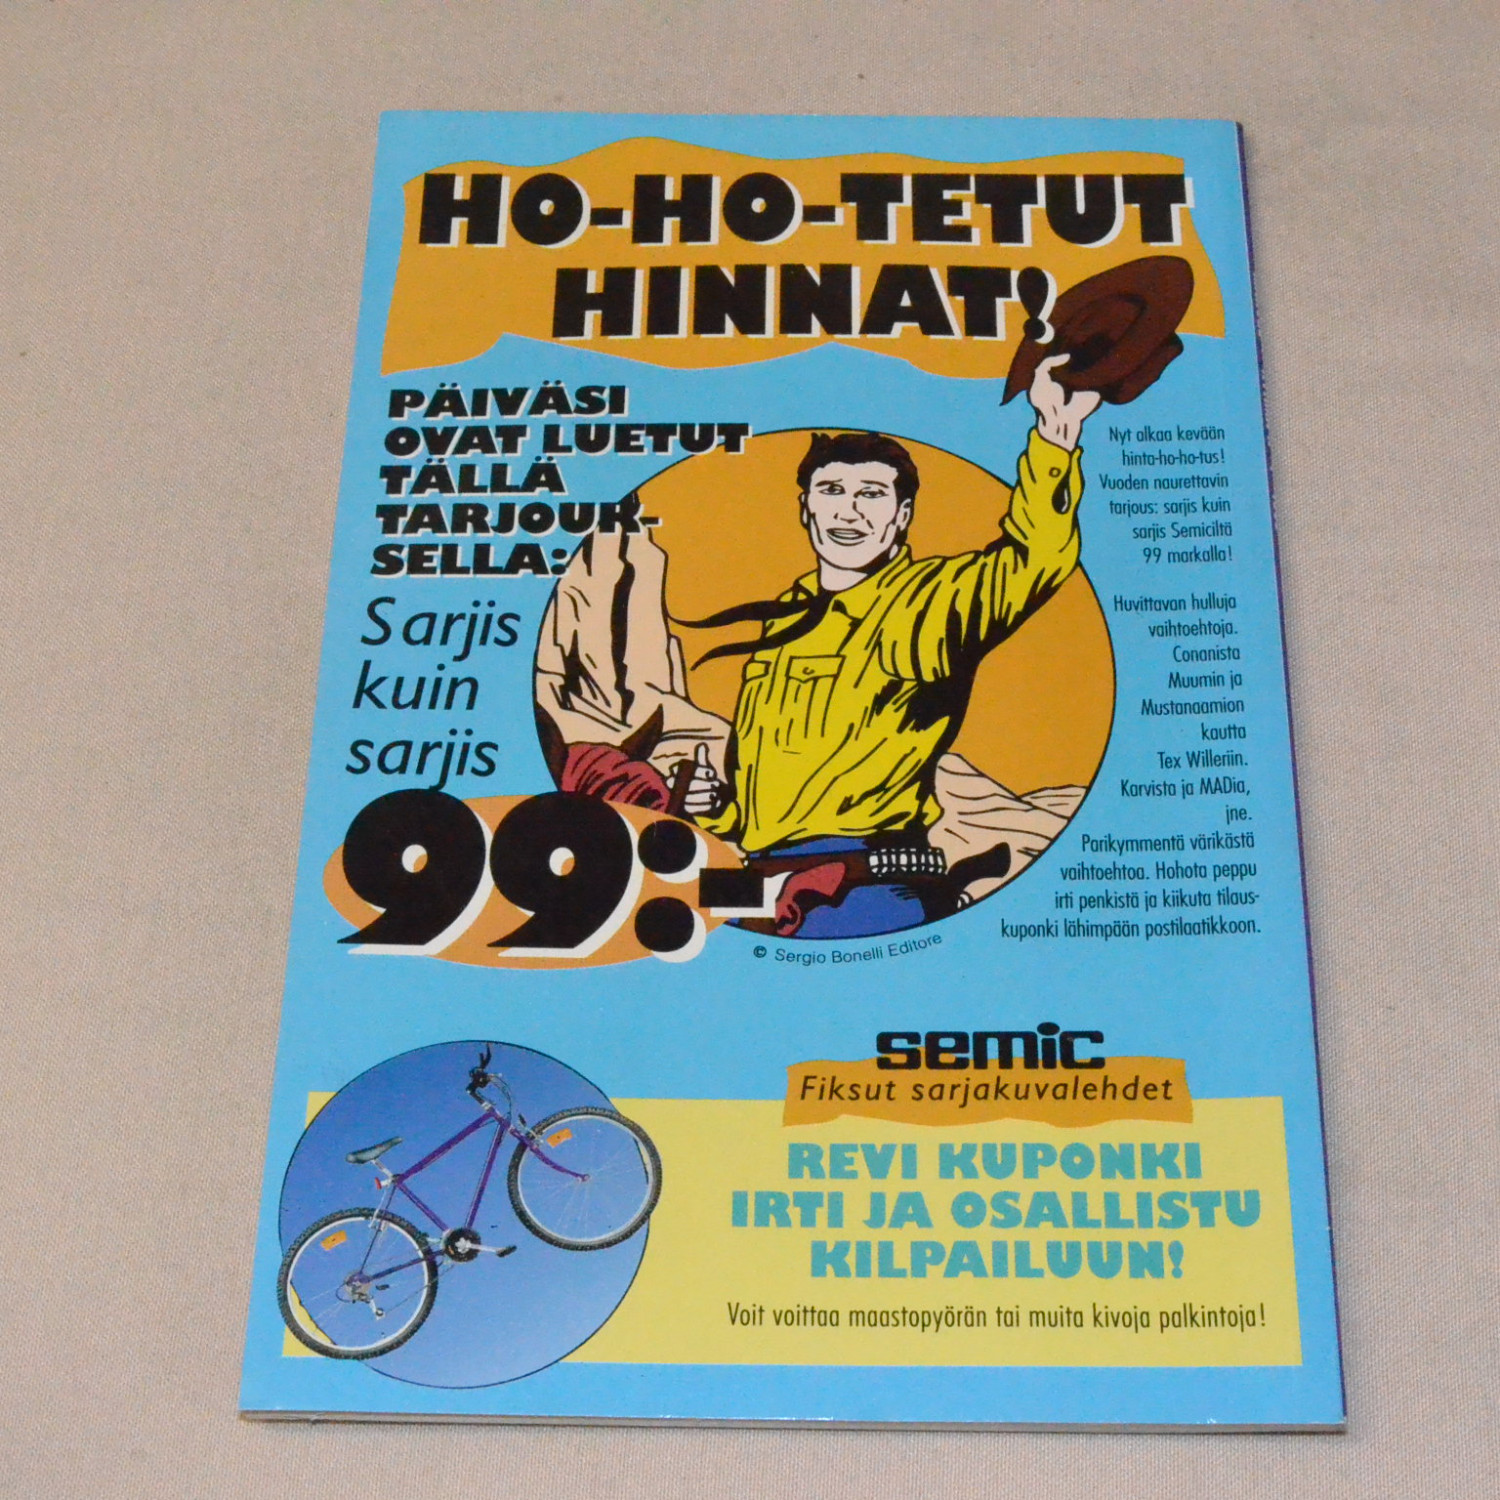 HO-HO-TETUT
HINNAT!
PÄIVÄSI
OVAT LUETUT
TÄLLÄ
TARJOUK-
SELLA:
Sarjis
kuin
sarjis
99:-
Nyt alkaa kevään
hinta-ho-ho-tus!
Vuoden naurettavin
tarjous: sarjis kuin
sarjis Semiciltä
99 markalla!
Huvittavan hulluja
vaihtoehtoja.
Conanista
Muumin ja
Mustanaamion
kautta
Tex Willeriin.
Karvista ja MADia,
jne.
Parikymmentä värikästä
vaihtoehtoa. Hohota peppu
irti penkistä ja kiikuta tilaus-
kuponki lähimpään postilaatikkoon.
© Sergio Bonelli Editore
semic
Fiksut sarjakuvalehdet
REVI KUPONKI
IRTI JA OSALLISTU
KILPAILUUN!
Voit voittaa maastopyörän tai muita kivoja palkintoja!